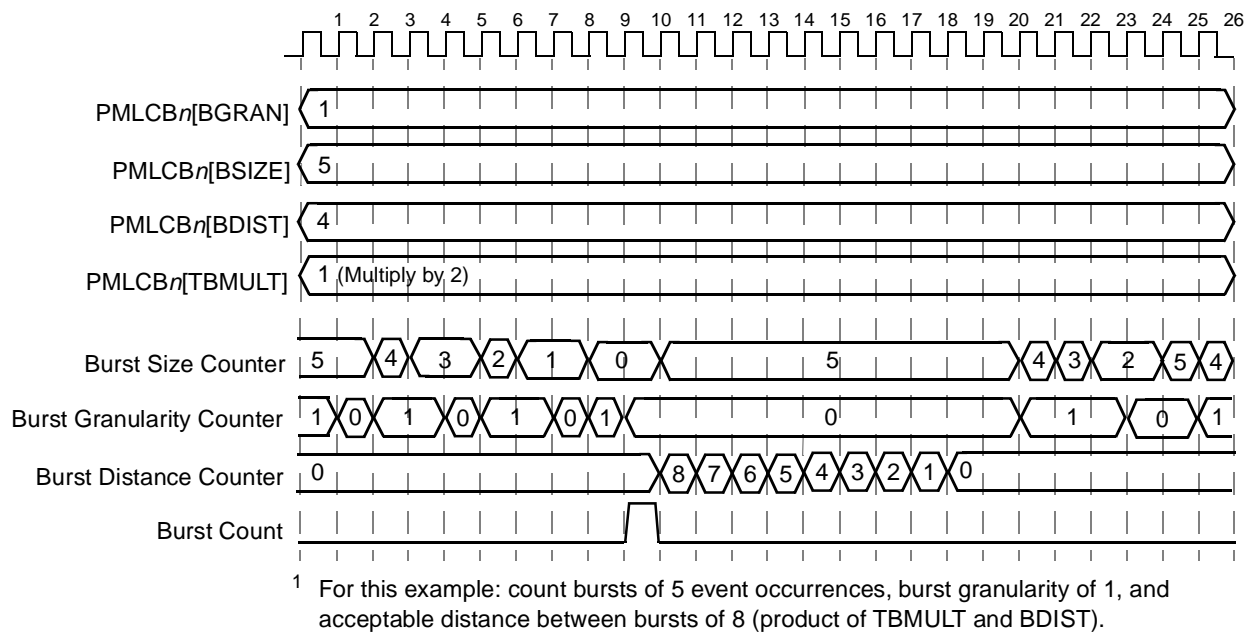 1 2 3 4 5 6 7 8 9 10 11 12 13 14 15 16 17 18 19 20 21 22 23 24 25 26
PMLCBn[BGRAN] 1
PMLCBn[BSIZE] 5
PMLCBn[BDIST] 4
PMLCBn[TBMULT] 1 (Multiply by 2)
Burst Size Counter 5 4 3 2 1 0 5 4 3 2 5 4
Burst Granularity Counter 1 0 1 0 1 0 1 0 1 0 1
Burst Distance Counter 0 8 7 6 5 4 3 2 1 0
Burst Count
1 For this example: count bursts of 5 event occurrences, burst granularity of 1, and
acceptable distance between bursts of 8 (product of TBMULT and BDIST).